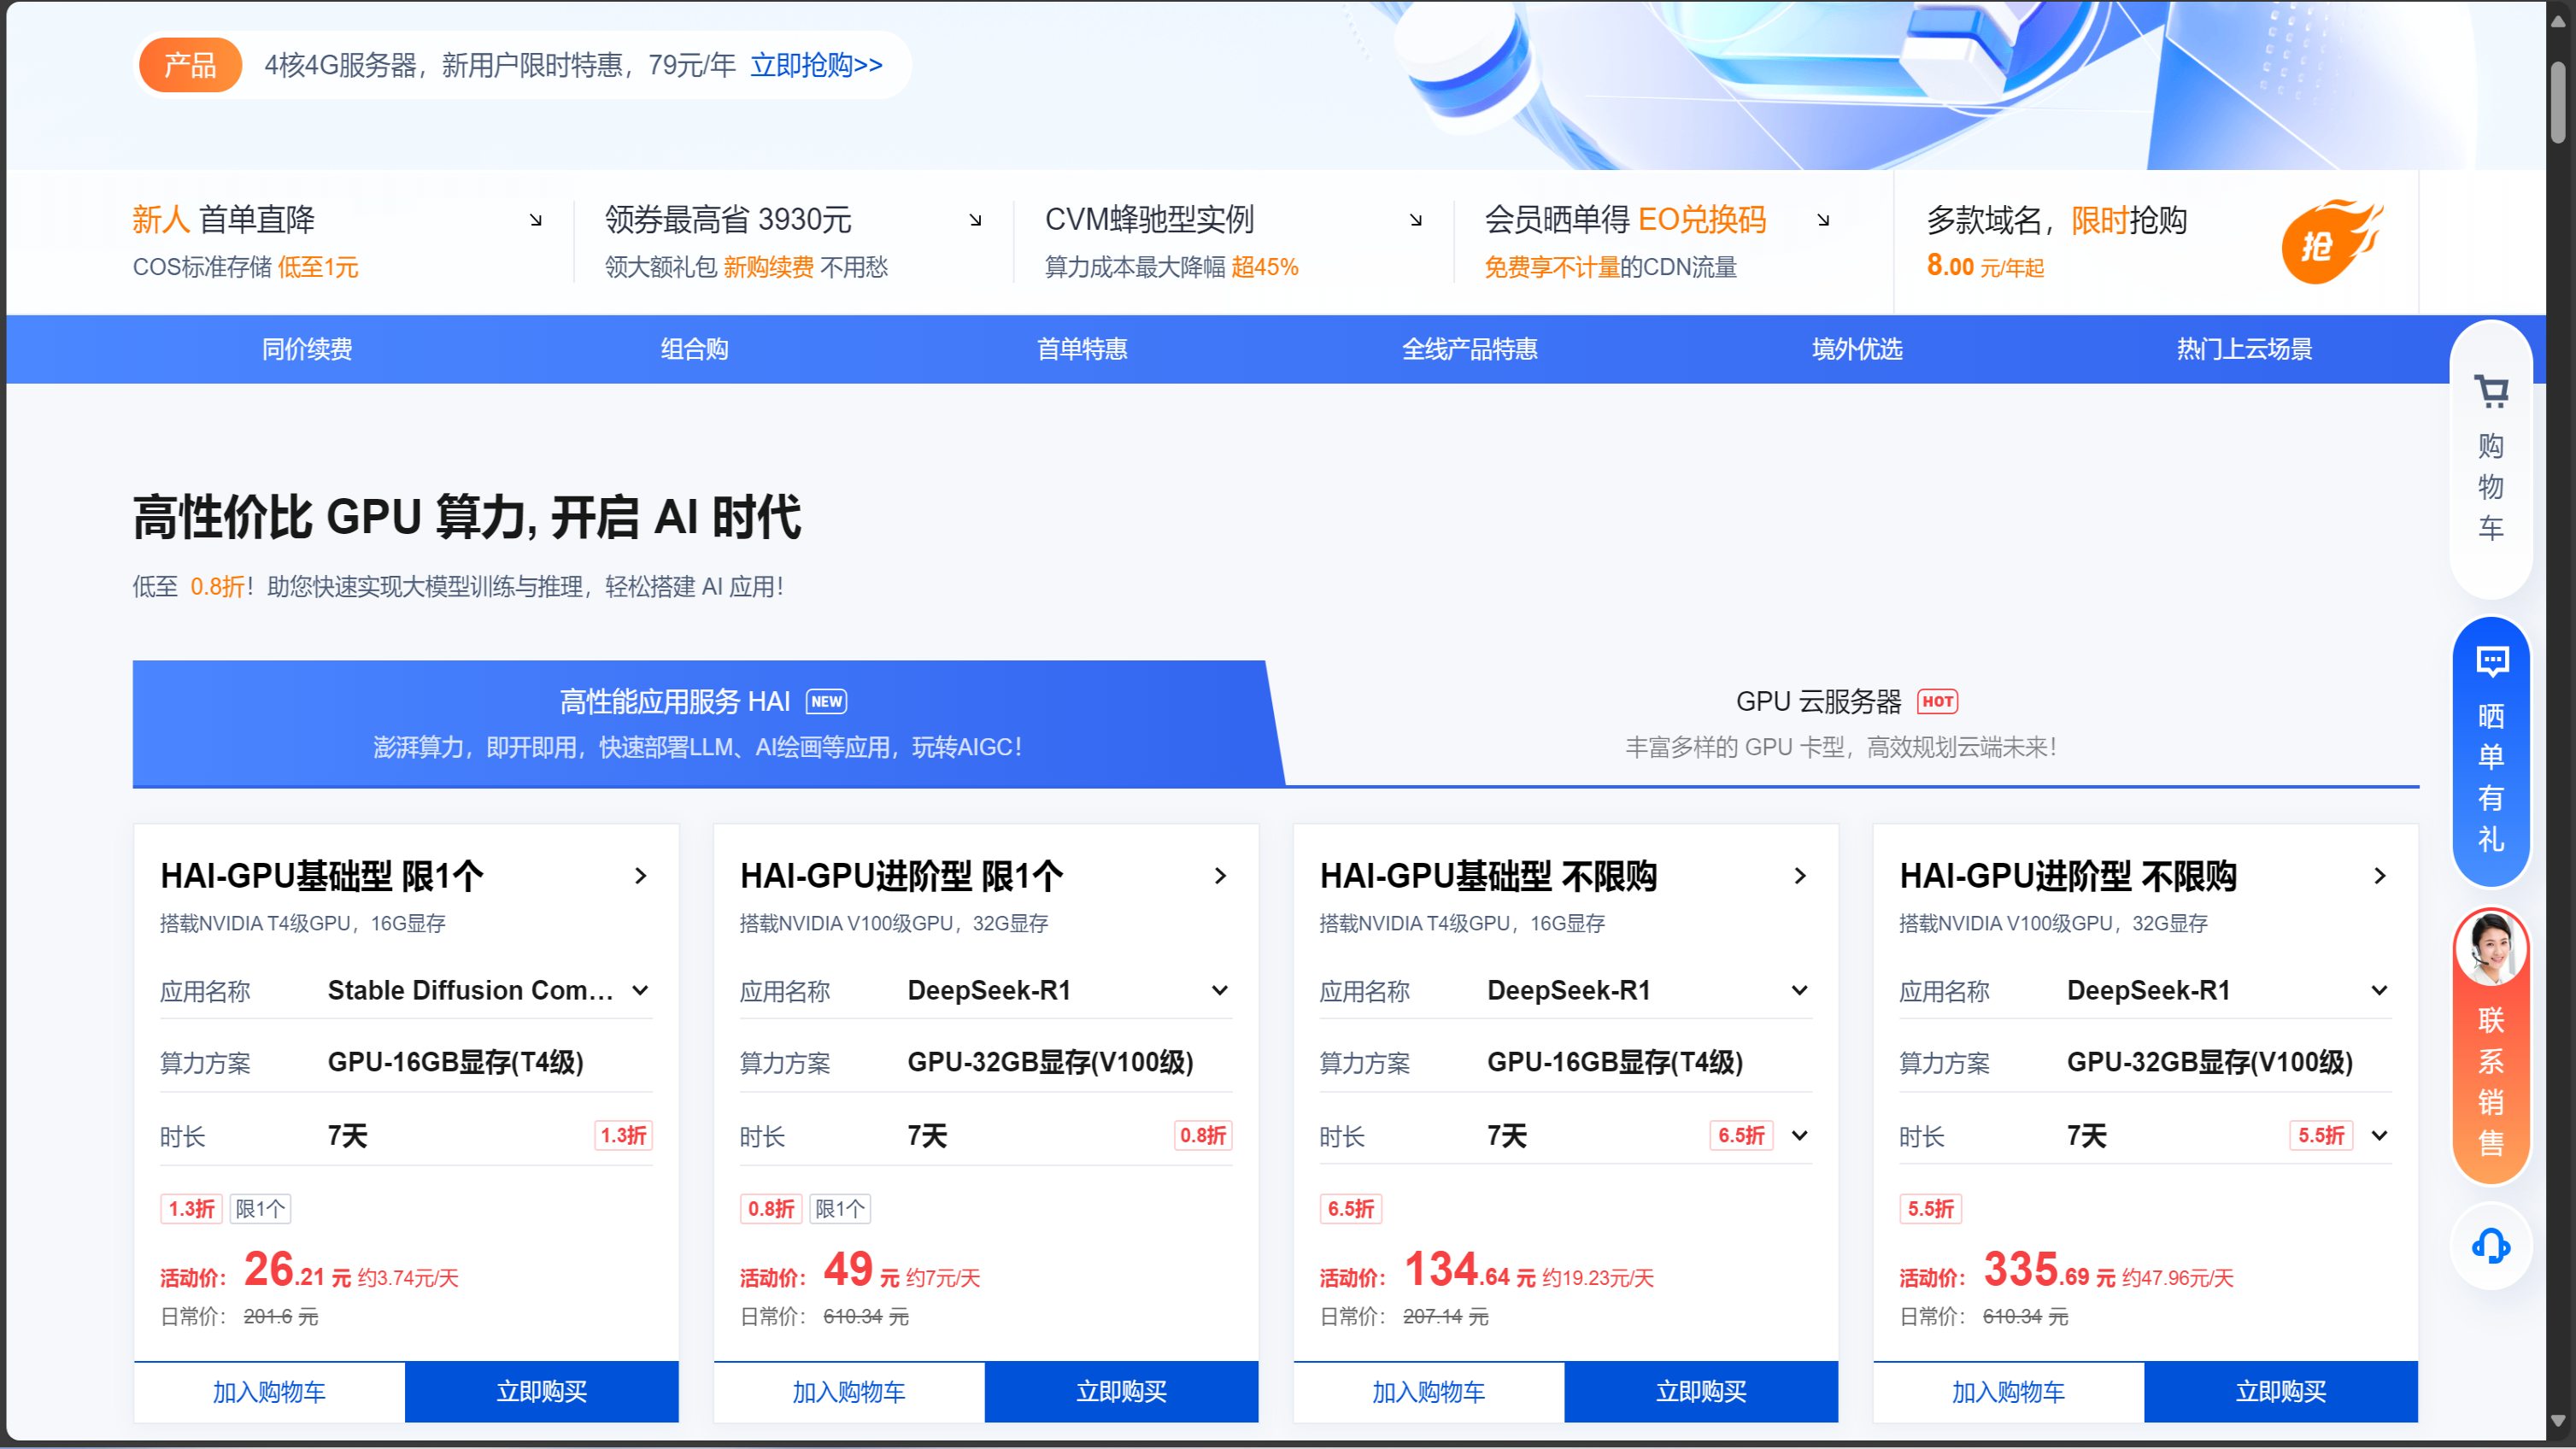 产品 4核4G服务器，新用户限时特惠，79元/年 立即抢购>>
新人 首单直降
COS标准存储 低至1元
领券最高省 3930元
领大额礼包 新购续费 不用愁
CVM蜂驰型实例
算力成本最大降幅 超45%
会员晒单得 EO兑换码
免费享不计量的CDN流量
多款域名，限时抢购
8.00 元/年起
抢
同价续费 组合购 首单特惠 全线产品特惠 境外优选 热门上云场景
高性价比 GPU 算力, 开启 AI 时代
低至 0.8折！助您快速实现大模型训练与推理，轻松搭建 AI 应用！
高性能应用服务 HAI NEW
澎湃算力，即开即用，快速部署LLM、AI绘画等应用，玩转AIGC！
GPU 云服务器 HOT
丰富多样的 GPU 卡型，高效规划云端未来！
HAI-GPU基础型 限1个
搭载NVIDIA T4级GPU，16G显存
应用名称 Stable Diffusion Com...
算力方案 GPU-16GB显存(T4级)
时长 7天 1.3折
1.3折 限1个
活动价： 26.21 元 约3.74元/天
日常价： 201.6 元
加入购物车 立即购买
HAI-GPU进阶型 限1个
搭载NVIDIA V100级GPU，32G显存
应用名称 DeepSeek-R1
算力方案 GPU-32GB显存(V100级)
时长 7天 0.8折
0.8折 限1个
活动价： 49 元 约7元/天
日常价： 610.34 元
加入购物车 立即购买
HAI-GPU基础型 不限购
搭载NVIDIA T4级GPU，16G显存
应用名称 DeepSeek-R1
算力方案 GPU-16GB显存(T4级)
时长 7天 6.5折
6.5折
活动价： 134.64 元 约19.23元/天
日常价： 207.14 元
加入购物车 立即购买
HAI-GPU进阶型 不限购
搭载NVIDIA V100级GPU，32G显存
应用名称 DeepSeek-R1
算力方案 GPU-32GB显存(V100级)
时长 7天 5.5折
5.5折
活动价： 335.69 元 约47.96元/天
日常价： 610.34 元
加入购物车 立即购买
购物车
晒单有礼
联系销售